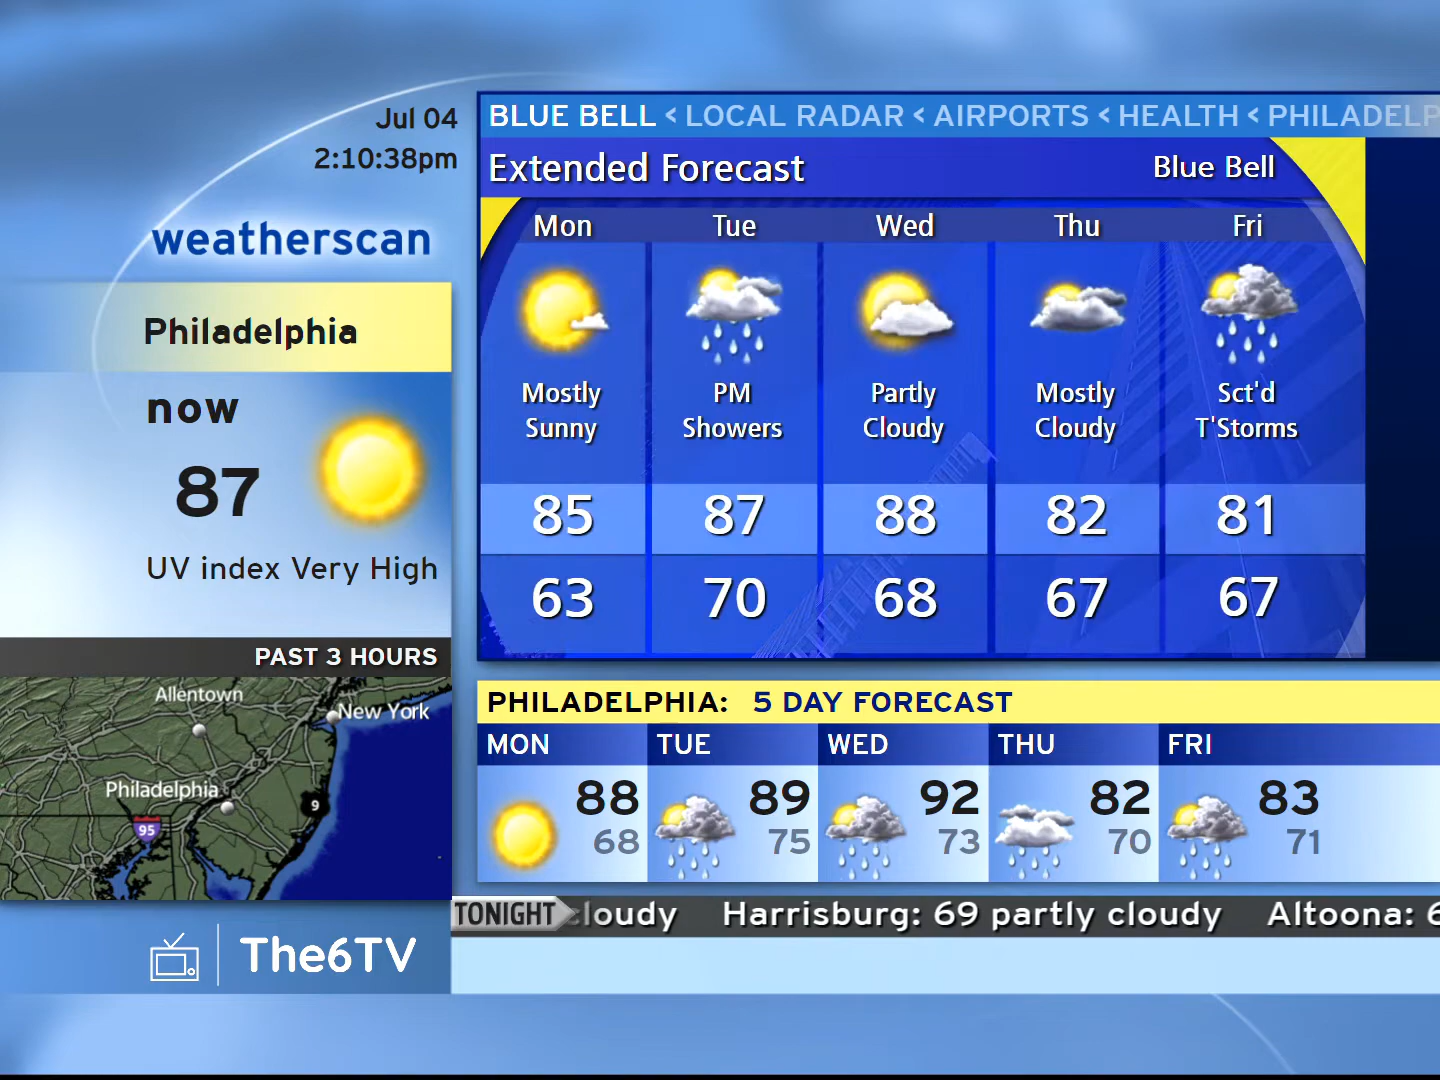 Jul 04
2:10:38pm
weatherscan
Philadelphia
now
87
UV index Very High
PAST 3 HOURS
Allentown
New York
Philadelphia
9
95
The6TV
BLUE BELL < LOCAL RADAR < AIRPORTS < HEALTH < PHILADELP
Extended Forecast Blue Bell
Mon Tue Wed Thu Fri
Mostly Sunny PM Showers Partly Cloudy Mostly Cloudy Sct'd T'Storms
85 87 88 82 81
63 70 68 67 67
PHILADELPHIA: 5 DAY FORECAST
MON TUE WED THU FRI
88 89 92 82 83
68 75 73 70 71
TONIGHT loudy Harrisburg: 69 partly cloudy Altoona: 6